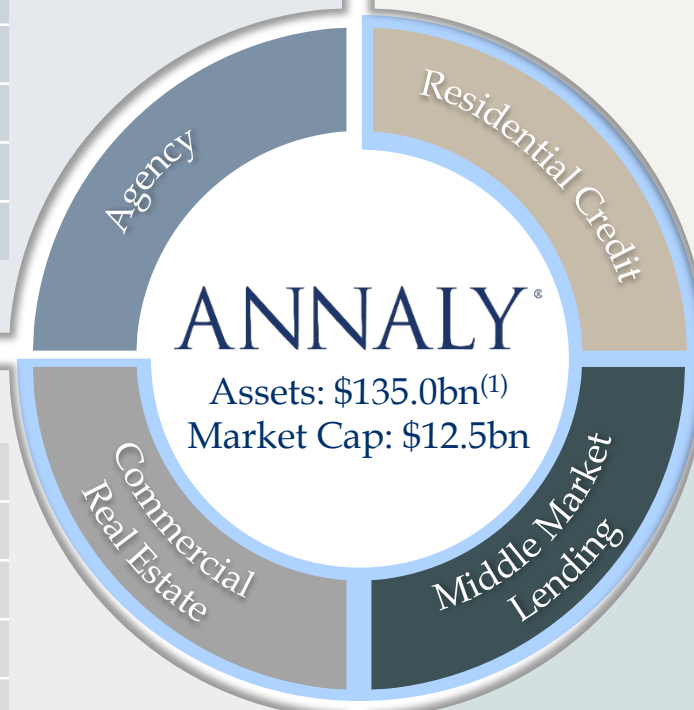 Agency
Residential Credit
ANNALY®
Assets: $135.0bn(1)
Market Cap: $12.5bn
Commercial
Real Estate
Middle Market
Lending